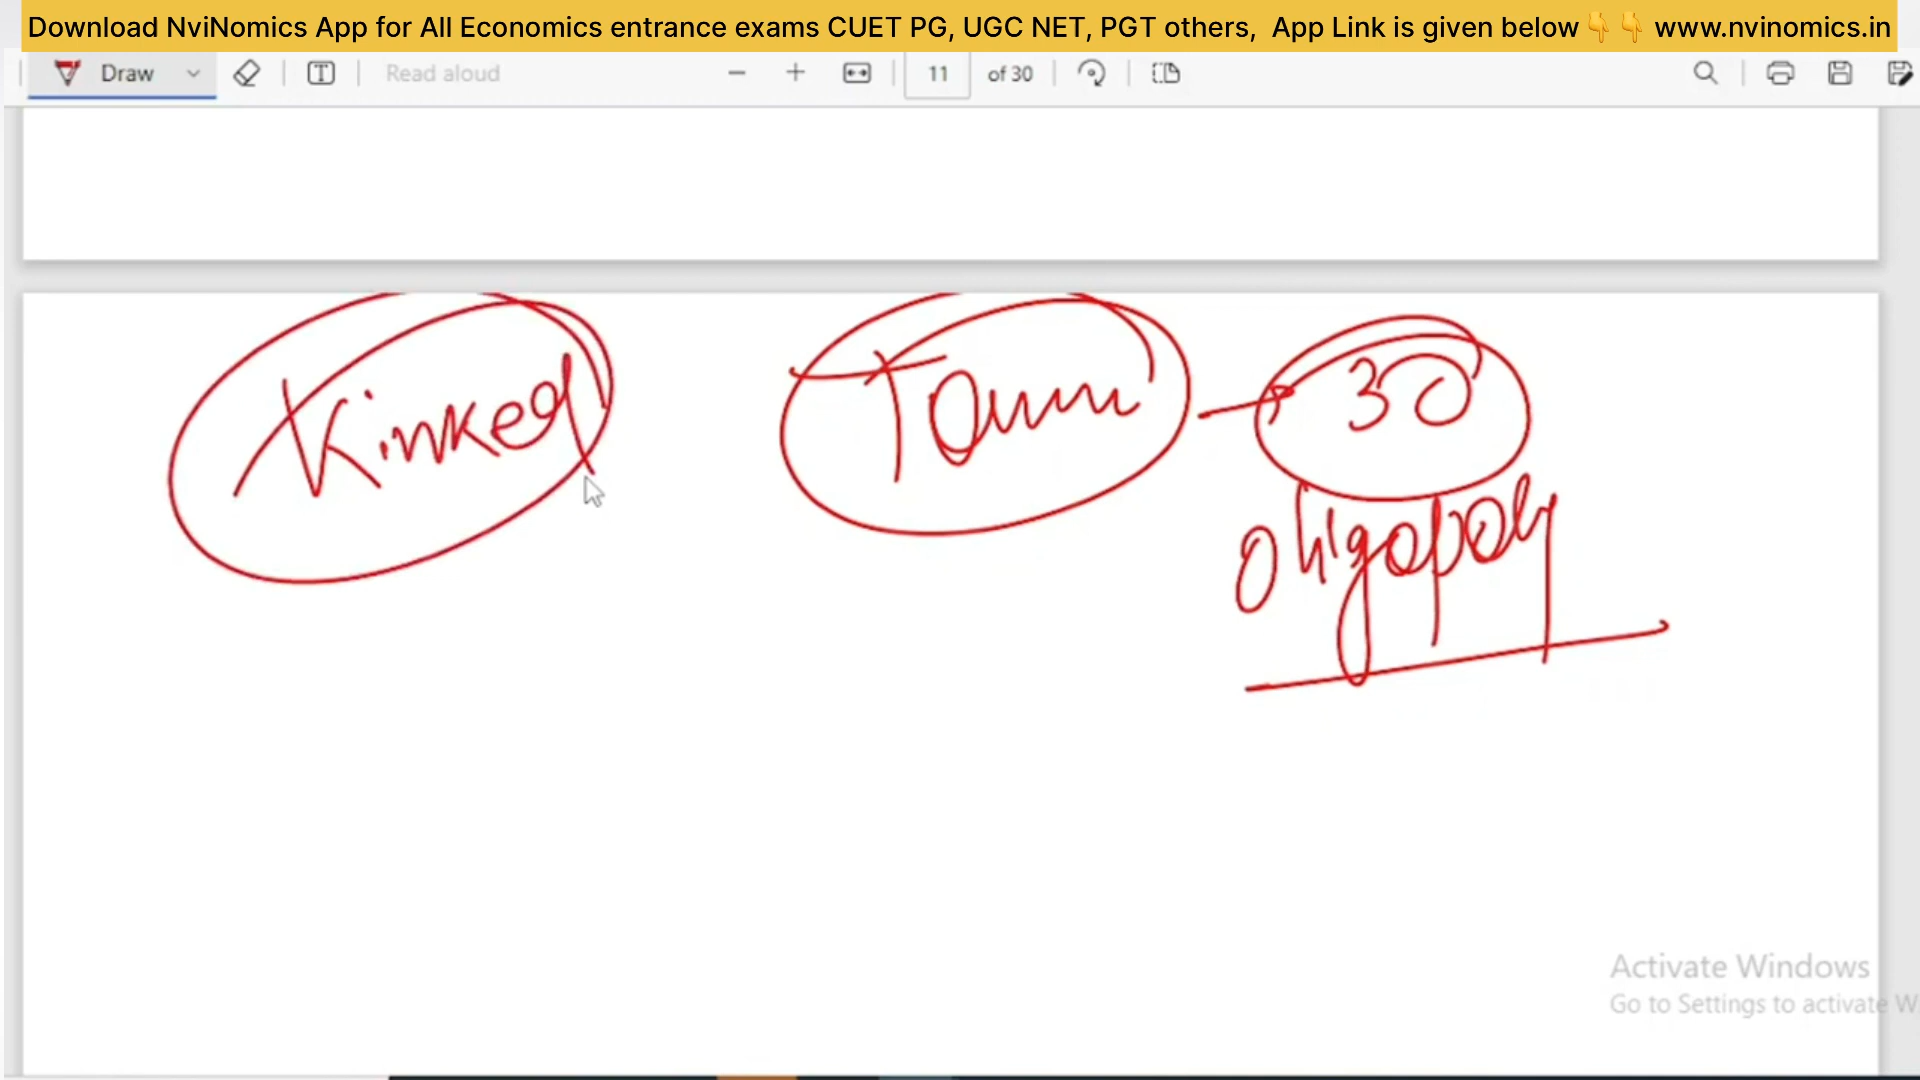 Download NviNomics App for All Economics entrance exams CUET PG, UGC NET, PGT others, App Link is given below👇👇 www.nvinomics.in
Draw Read aloud 11 of 30
Kinked 30
Oligopoly
Activate Windows
Go to Settings to activate W